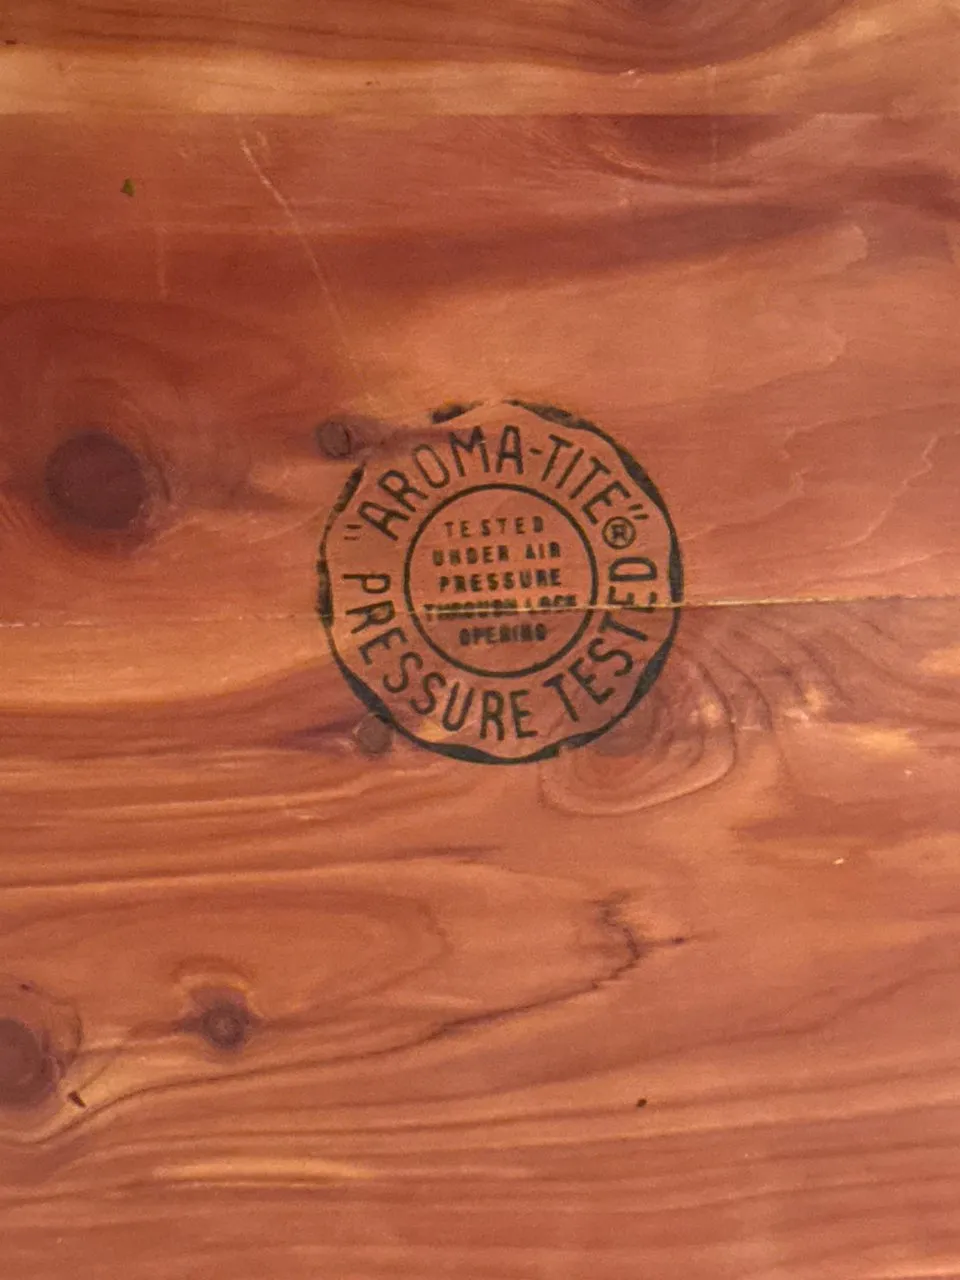 "AROMA-TITE"®
TESTED
UNDER AIR
PRESSURE
THROUGH LOCK
OPENING
PRESSURE TESTED